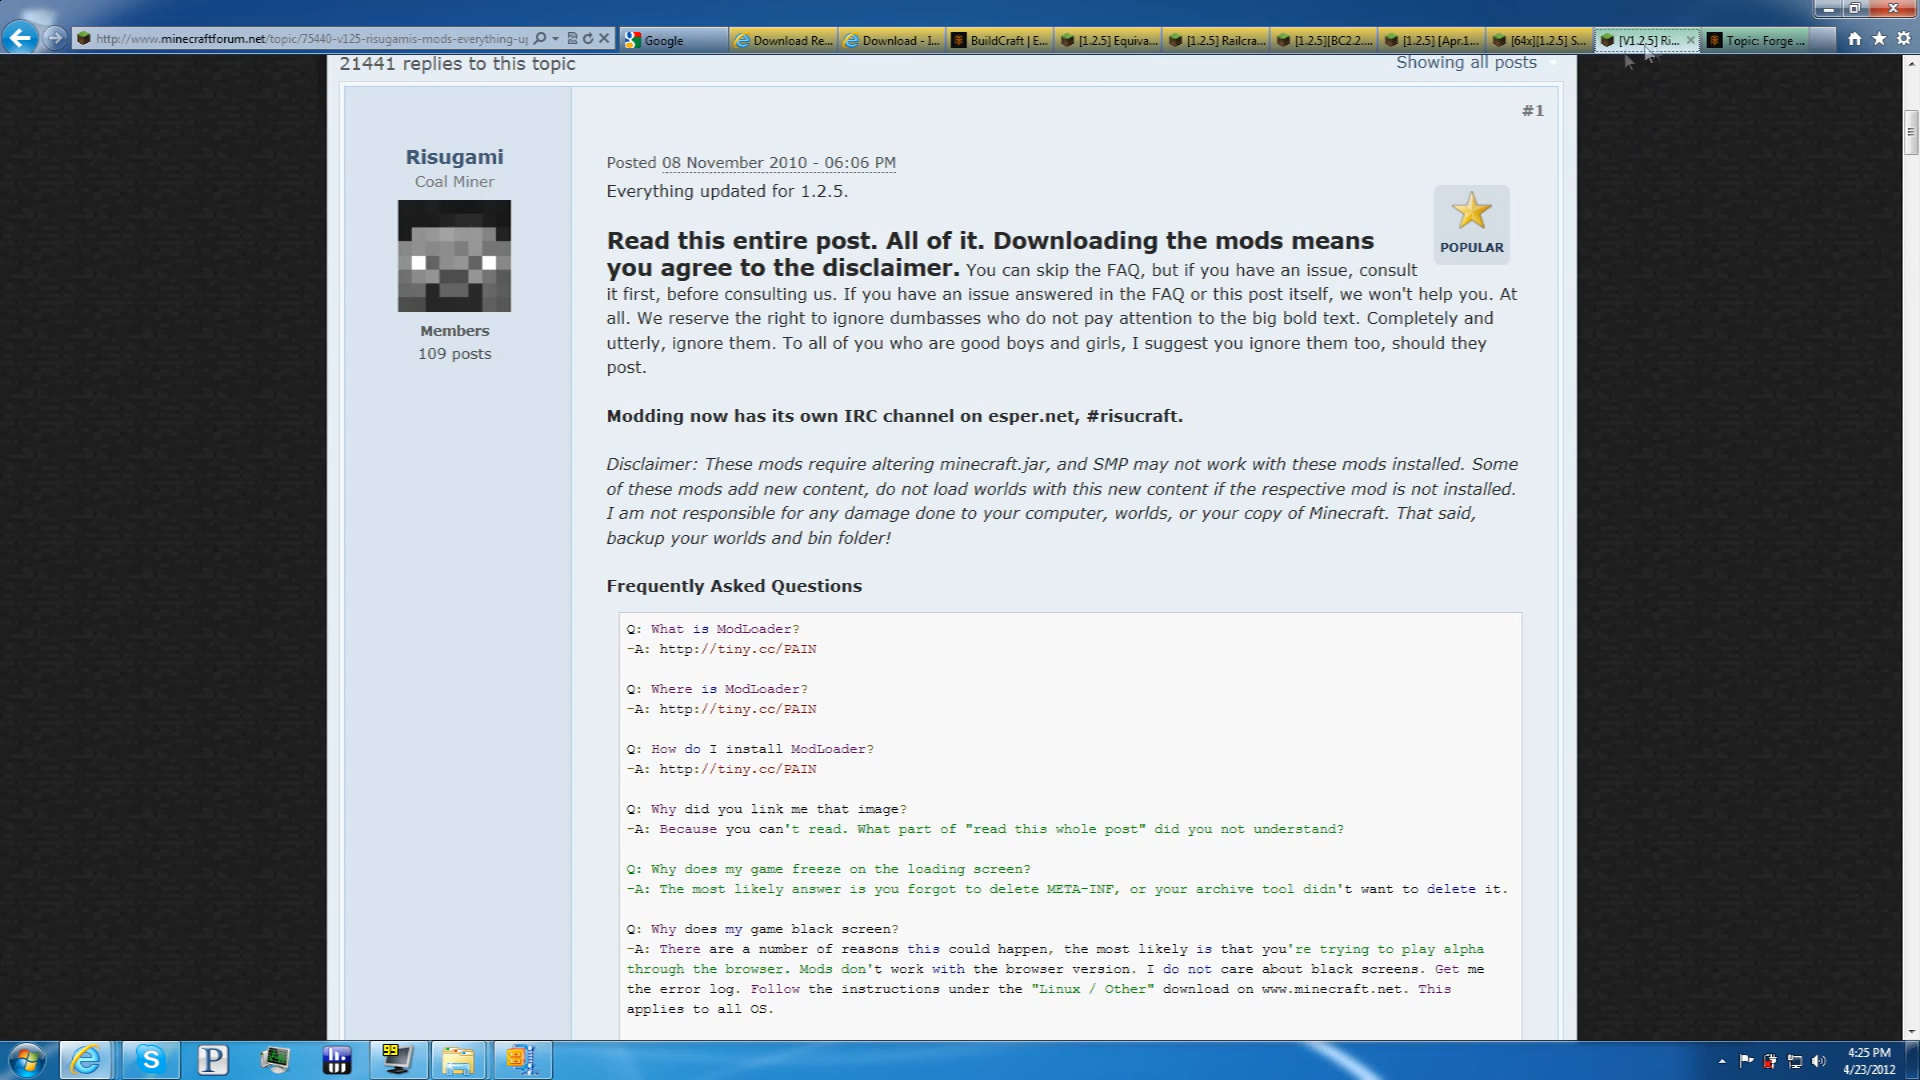 http://www.minecraftforum.net/topic/75440-v125-risugamis-mods-everything-up
Google
Download Re...
Download - I...
BuildCraft | E...
[1.2.5] Equiva...
[1.2.5] Railcra...
[1.2.5][BC2.2....
[1.2.5] [Apr.1...
[64x][1.2.5] S...
[V1.2.5] Ri...
Topic: Forge ...
21441 replies to this topic
Showing all posts
#1
Risugami
Coal Miner
Members
109 posts
Posted 08 November 2010 - 06:06 PM
Everything updated for 1.2.5.
POPULAR
Read this entire post. All of it. Downloading the mods means
you agree to the disclaimer. You can skip the FAQ, but if you have an issue, consult
it first, before consulting us. If you have an issue answered in the FAQ or this post itself, we won't help you. At
all. We reserve the right to ignore dumbasses who do not pay attention to the big bold text. Completely and
utterly, ignore them. To all of you who are good boys and girls, I suggest you ignore them too, should they
post.
Modding now has its own IRC channel on esper.net, #risucraft.
Disclaimer: These mods require altering minecraft.jar, and SMP may not work with these mods installed. Some
of these mods add new content, do not load worlds with this new content if the respective mod is not installed.
I am not responsible for any damage done to your computer, worlds, or your copy of Minecraft. That said,
backup your worlds and bin folder!
Frequently Asked Questions
Q: What is ModLoader?
-A: http://tiny.cc/PAIN
Q: Where is ModLoader?
-A: http://tiny.cc/PAIN
Q: How do I install ModLoader?
-A: http://tiny.cc/PAIN
Q: Why did you link me that image?
-A: Because you can't read. What part of "read this whole post" did you not understand?
Q: Why does my game freeze on the loading screen?
-A: The most likely answer is you forgot to delete META-INF, or your archive tool didn't want to delete it.
Q: Why does my game black screen?
-A: There are a number of reasons this could happen, the most likely is that you're trying to play alpha
through the browser. Mods don't work with the browser version. I do not care about black screens. Get me
the error log. Follow the instructions under the "Linux / Other" download on www.minecraft.net. This
applies to all OS.
99
4:25 PM
4/23/2012